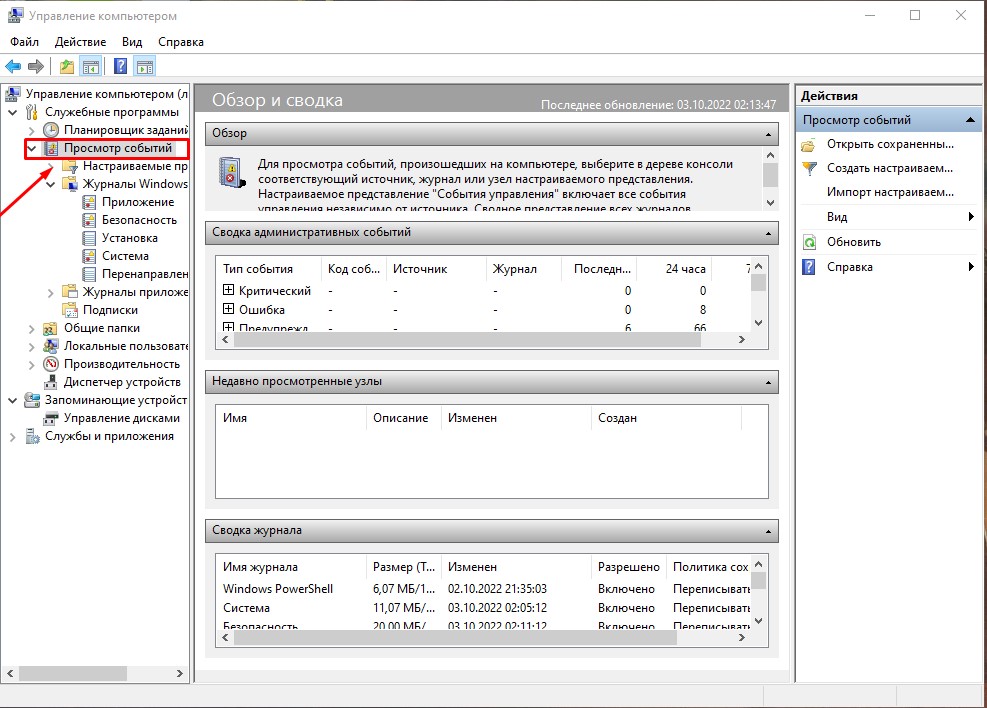 Управление компьютером
Файл Действие Вид Справка
Управление компьютером (л
Служебные программы
Планировщик заданий
Просмотр событий
Настраиваемые пр
Журналы Windows
Приложение
Безопасность
Установка
Система
Перенаправлен
Журналы приложе
Подписки
Общие папки
Локальные пользоват
Производительность
Диспетчер устройств
Запоминающие устройст
Управление дисками
Службы и приложения
Обзор и сводка
Последнее обновление: 03.10.2022 02:13:47
Обзор
Для просмотра событий, произошедших на компьютере, выберите в дереве консоли
соответствующий источник, журнал или узел настраиваемого представления.
Настраиваемое представление "События управления" включает все события
управления независимо от источника. Сводное представление всех журналов
Сводка административных событий
Тип события Код соб... Источник Журнал Последн... 24 часа 7
Критический - - - 0 0
Ошибка - - - 0 8
Предупрежд - - - 6 66
Недавно просмотренные узлы
Имя Описание Изменен Создан
Сводка журнала
Имя журнала Размер (Т... Изменен Разрешено Политика сох
Windows PowerShell 6,07 МБ/1... 02.10.2022 21:35:03 Включено Переписыват
Система 11,07 МБ/... 03.10.2022 02:05:12 Включено Переписыват
Безопасность 20,00 МБ/ 03.10.2022 02:11:12 Включено Переписыват
Действия
Просмотр событий
Открыть сохраненны...
Создать настраиваем...
Импорт настраиваем...
Вид
Обновить
Справка